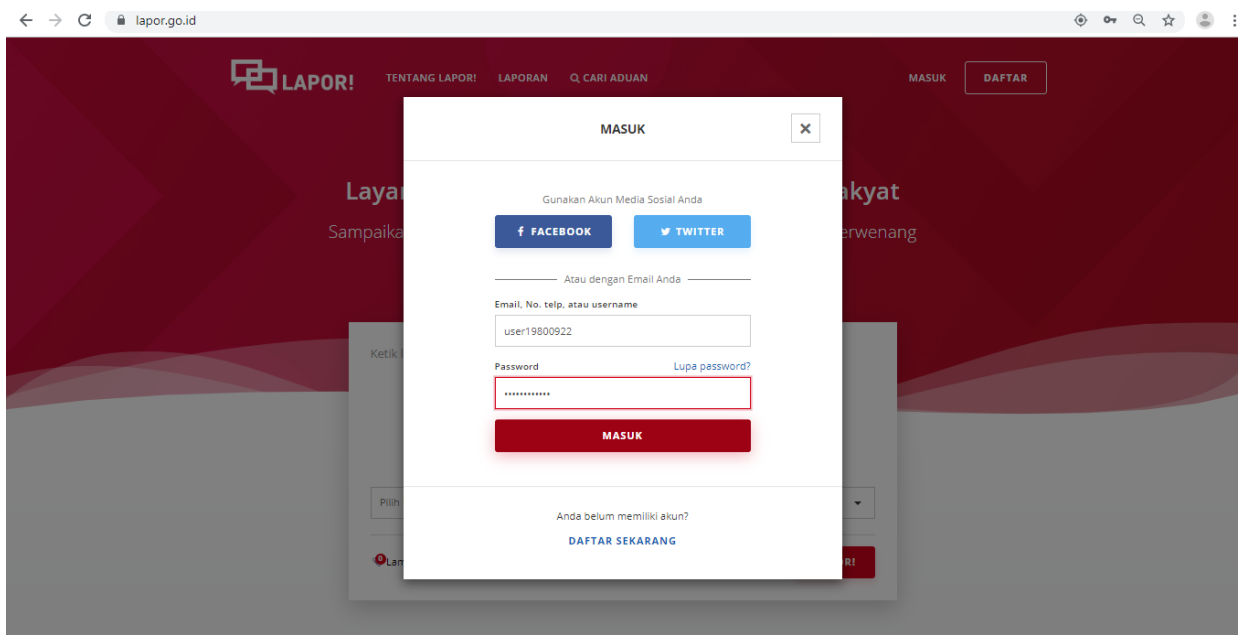 lapor.go.id
LAPOR!
TENTANG LAPOR! LAPORAN CARI ADUAN MASUK DAFTAR
MASUK
Layan akyat
Gunakan Akun Media Sosial Anda
Sampaika erwenang
FACEBOOK TWITTER
Atau dengan Email Anda
Email, No. telp, atau username
user19800922
Ketik
Password Lupa password?
••••••••••••
MASUK
Pilih
Anda belum memiliki akun?
DAFTAR SEKARANG
0 Lam R!